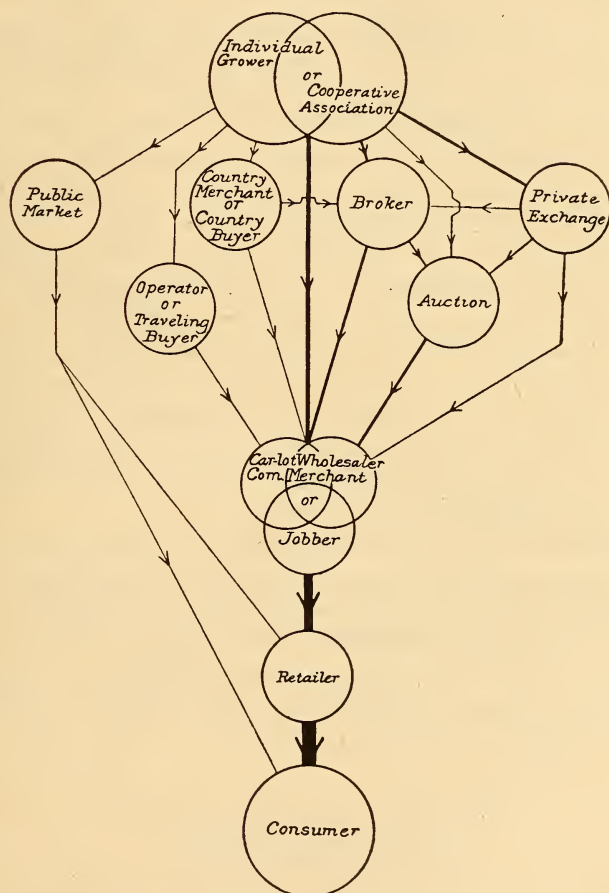 Individual
Grower
or
Cooperative
Association
Public
Market
Country
Merchant
or
Country
Buyer
Broker
Private
Exchange
Operator
or
Traveling
Buyer
Auction
Car-lot Wholesaler
Com. Merchant
or
Jobber
Retailer
Consumer